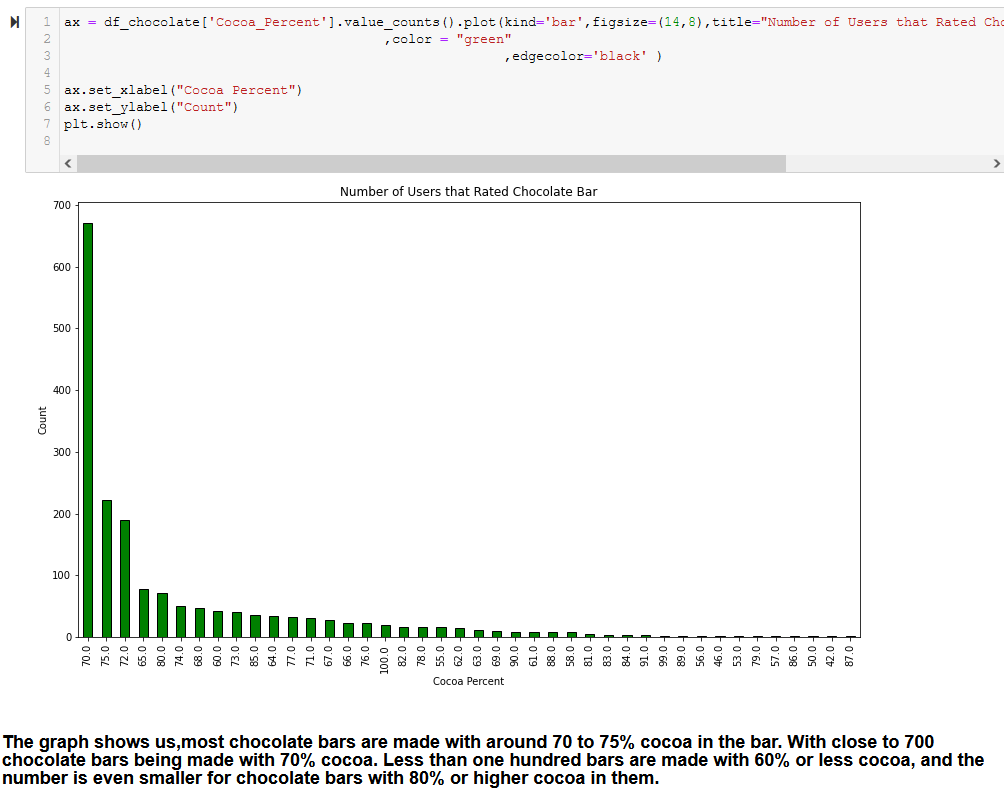 1 ax = df_chocolate['Cocoa_Percent'].value_counts().plot(kind='bar',figsize=(14,8),title="Number of Users that Rated Cho
2 ,color = "green"
3 ,edgecolor='black' )
4
5 ax.set_xlabel("Cocoa Percent")
6 ax.set_ylabel("Count")
7 plt.show()
8
Number of Users that Rated Chocolate Bar
700
600
500
400
300
200
100
0
Count
70.0 75.0 72.0 65.0 80.0 74.0 68.0 60.0 73.0 85.0 64.0 77.0 71.0 67.0 66.0 76.0 100.0 82.0 78.0 55.0 62.0 63.0 69.0 90.0 61.0 88.0 58.0 81.0 83.0 84.0 91.0 99.0 89.0 56.0 46.0 53.0 79.0 57.0 86.0 50.0 42.0 87.0
Cocoa Percent
The graph shows us,most chocolate bars are made with around 70 to 75% cocoa in the bar. With close to 700
chocolate bars being made with 70% cocoa. Less than one hundred bars are made with 60% or less cocoa, and the
number is even smaller for chocolate bars with 80% or higher cocoa in them.